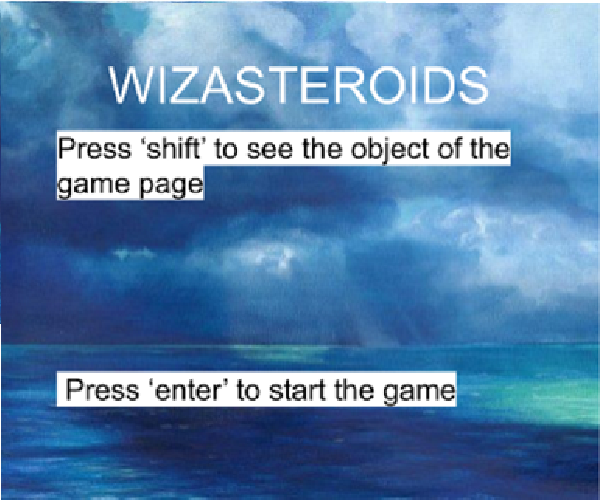 WIZASTEROIDS
Press ‘shift’ to see the object of the
game page
Press ‘enter’ to start the game